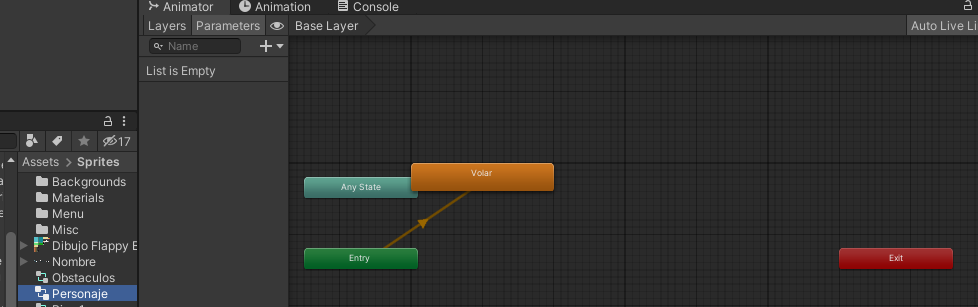 Animator
Animation
Console
Layers
Parameters
Base Layer
Auto Live Li
Name
List is Empty
17
Assets
Sprites
Backgrounds
Materials
Menu
Misc
Dibujo Flappy B
Nombre
Obstaculos
Personaje
Volar
Any State
Entry
Exit